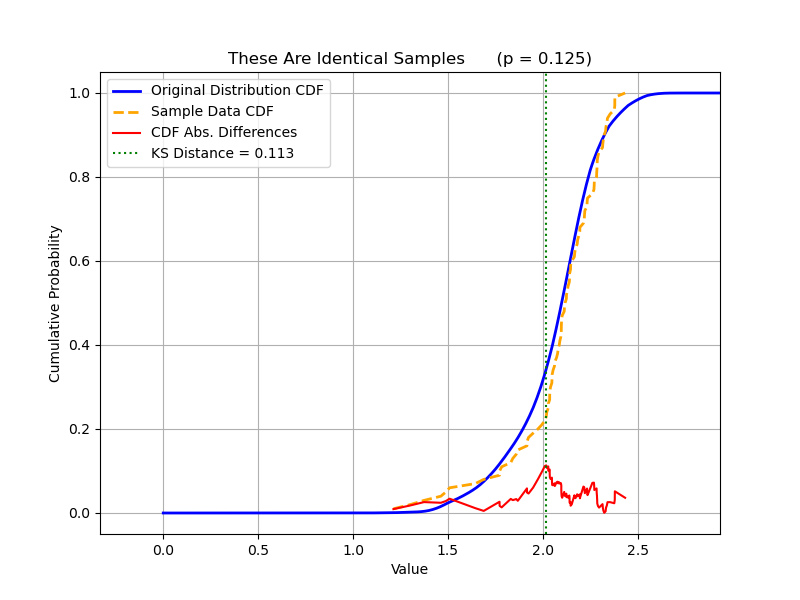 These Are Identical Samples (p = 0.125)
Original Distribution CDF
Sample Data CDF
CDF Abs. Differences
KS Distance = 0.113
Cumulative Probability
1.0
0.8
0.6
0.4
0.2
0.0
0.0 0.5 1.0 1.5 2.0 2.5
Value